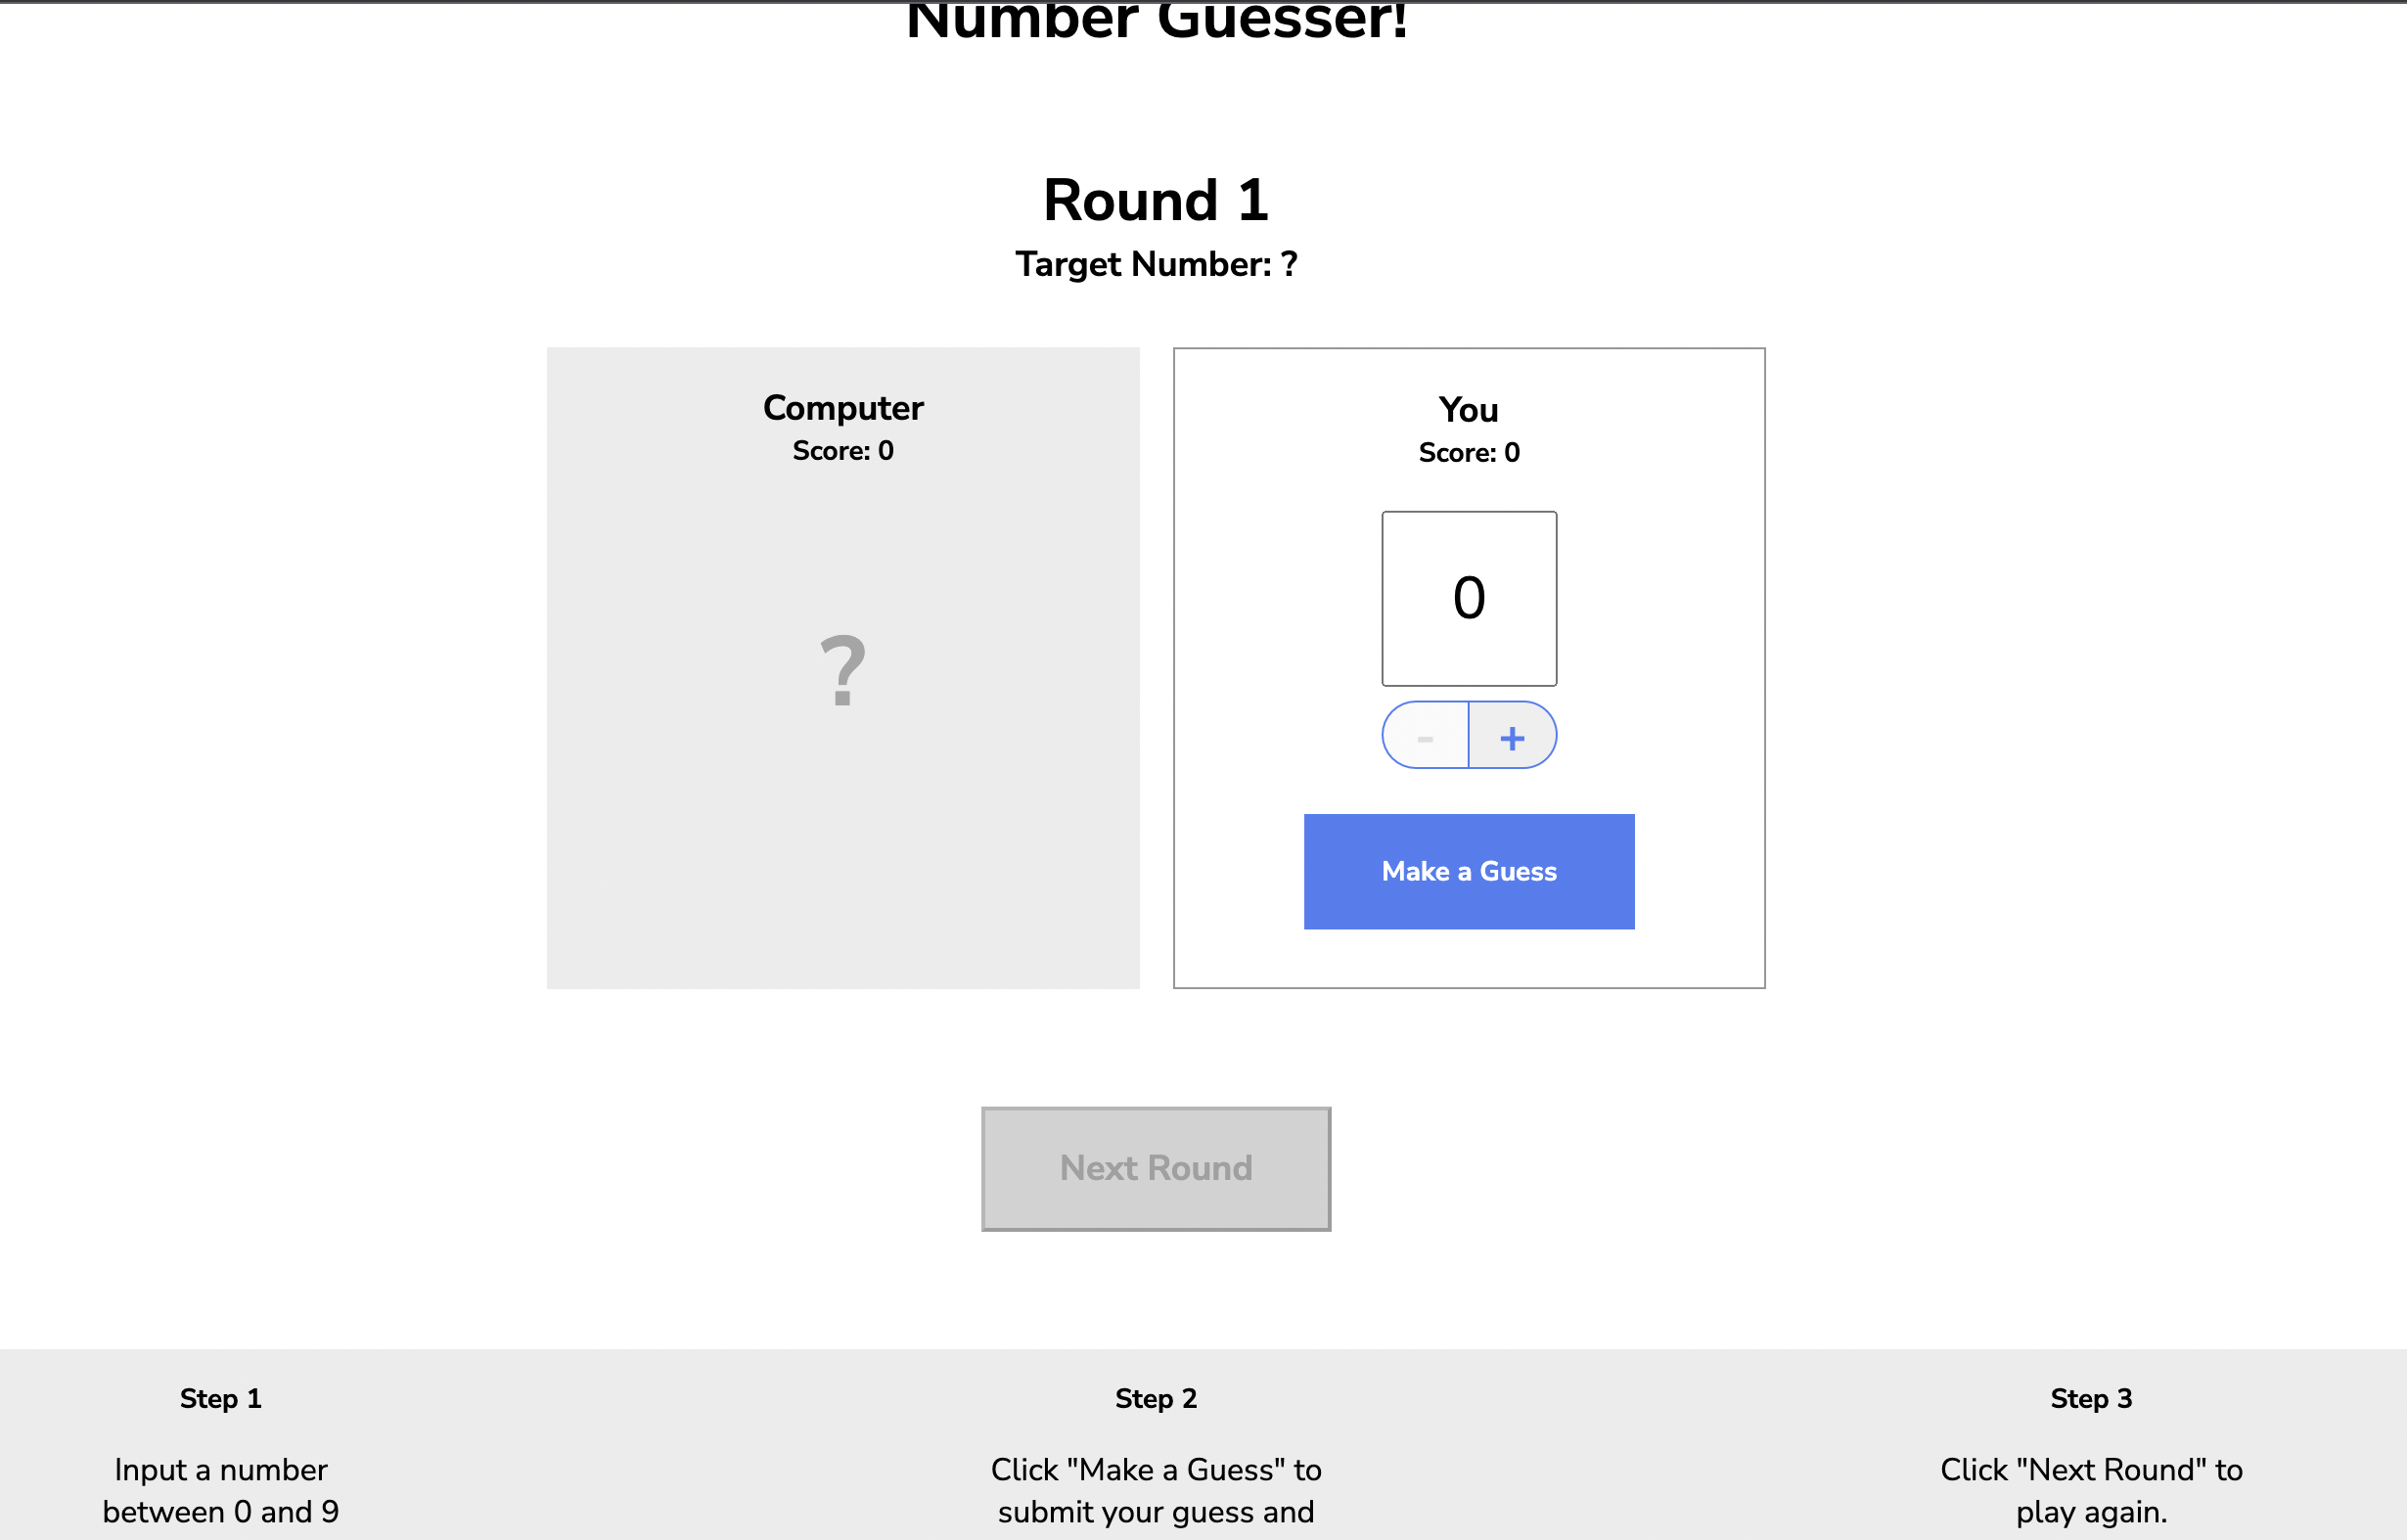 Number Guesser!
Round 1
Target Number: ?
Computer
Score: 0
?
You
Score: 0
0
- +
Make a Guess
Next Round
Step 1
Input a number
between 0 and 9
Step 2
Click "Make a Guess" to
submit your guess and
Step 3
Click "Next Round" to
play again.